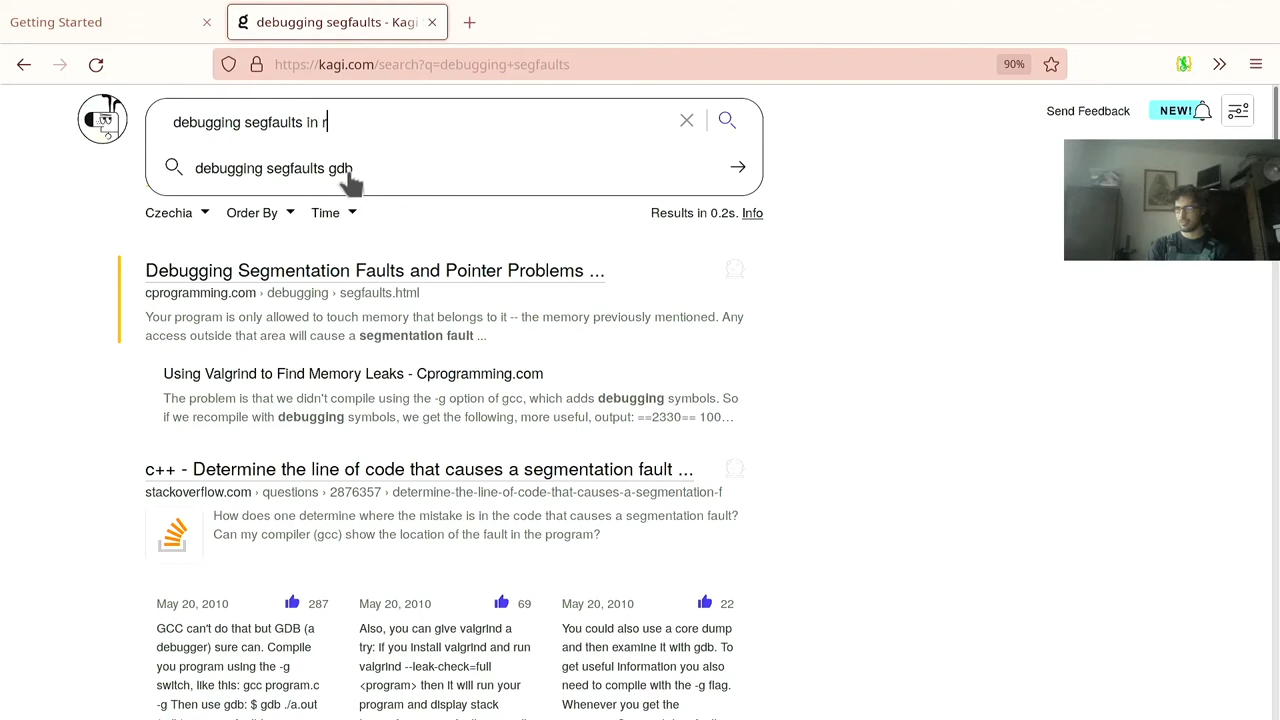 Getting Started
debugging segfaults - Kagi
https://kagi.com/search?q=debugging+segfaults
90%
debugging segfaults in r
debugging segfaults gdb
Send Feedback
NEW!
Czechia
Order By
Time
Results in 0.2s. Info
Debugging Segmentation Faults and Pointer Problems ...
cprogramming.com › debugging › segfaults.html
Your program is only allowed to touch memory that belongs to it -- the memory previously mentioned. Any
access outside that area will cause a segmentation fault ...
Using Valgrind to Find Memory Leaks - Cprogramming.com
The problem is that we didn't compile using the -g option of gcc, which adds debugging symbols. So
if we recompile with debugging symbols, we get the following, more useful, output: ==2330== 100…
c++ - Determine the line of code that causes a segmentation fault ...
stackoverflow.com › questions › 2876357 › determine-the-line-of-code-that-causes-a-segmentation-f
How does one determine where the mistake is in the code that causes a segmentation fault?
Can my compiler (gcc) show the location of the fault in the program?
May 20, 2010
287
GCC can't do that but GDB (a
debugger) sure can. Compile
you program using the -g
switch, like this: gcc program.c
-g Then use gdb: $ gdb ./a.out
May 20, 2010
69
Also, you can give valgrind a
try: if you install valgrind and run
valgrind --leak-check=full
<program> then it will run your
program and display stack
May 20, 2010
22
You could also use a core dump
and then examine it with gdb. To
get useful information you also
need to compile with the -g flag.
Whenever you get the